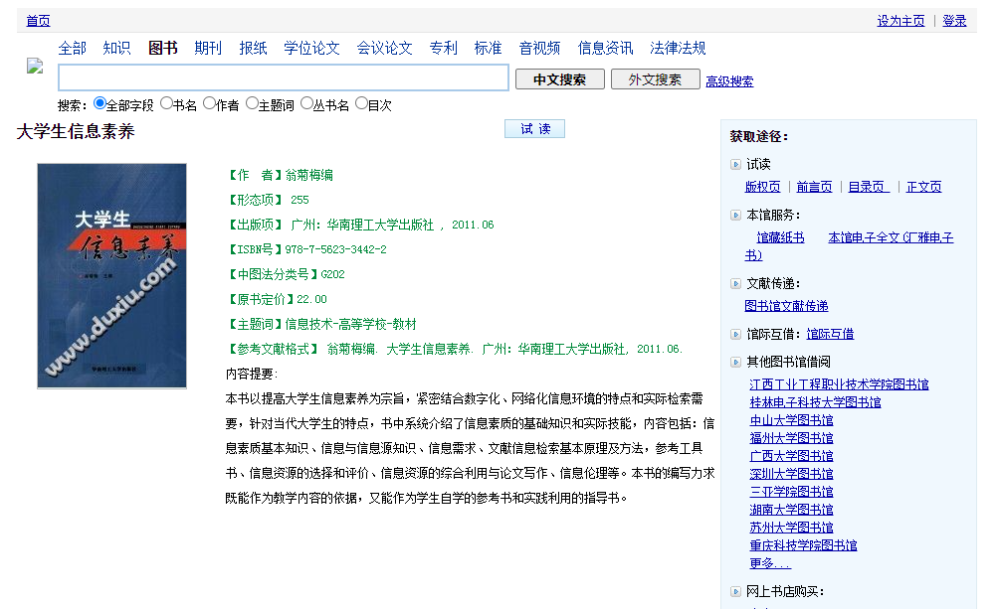 首页 设为主页 | 登录
全部 知识 图书 期刊 报纸 学位论文 会议论文 专利 标准 音视频 信息资讯 法律法规
中文搜索 外文搜索 高级搜索
搜索： 全部字段 书名 作者 主题词 丛书名 目次
大学生信息素养
试 读
大学生
信息素养
www.duxiu.com
华南理工大学出版社
【作　者】翁菊梅编
【形态项】 255
【出版项】 广州：华南理工大学出版社 ，2011.06
【ISBN号】978-7-5623-3442-2
【中图法分类号】G202
【原书定价】22.00
【主题词】信息技术-高等学校-教材
【参考文献格式】 翁菊梅编. 大学生信息素养. 广州：华南理工大学出版社, 2011.06.
内容提要:
本书以提高大学生信息素养为宗旨，紧密结合数字化、网络化信息环境的特点和实际检索需
要，针对当代大学生的特点，书中系统介绍了信息素质的基础知识和实际技能，内容包括：信
息素质基本知识、信息与信息源知识、信息需求、文献信息检索基本原理及方法，参考工具
书、信息资源的选择和评价、信息资源的综合利用与论文写作、信息伦理等。本书的编写力求
既能作为教学内容的依据，又能作为学生自学的参考书和实践利用的指导书。
获取途径：
试读
版权页 | 前言页 | 目录页 | 正文页
本馆服务：
馆藏纸书 本馆电子全文(汇雅电子
书)
文献传递：
图书馆文献传递
馆际互借：馆际互借
其他图书馆借阅
江西工业工程职业技术学院图书馆
桂林电子科技大学图书馆
中山大学图书馆
福州大学图书馆
广西大学图书馆
深圳大学图书馆
三亚学院图书馆
湖南大学图书馆
苏州大学图书馆
重庆科技学院图书馆
更多...
网上书店购买：